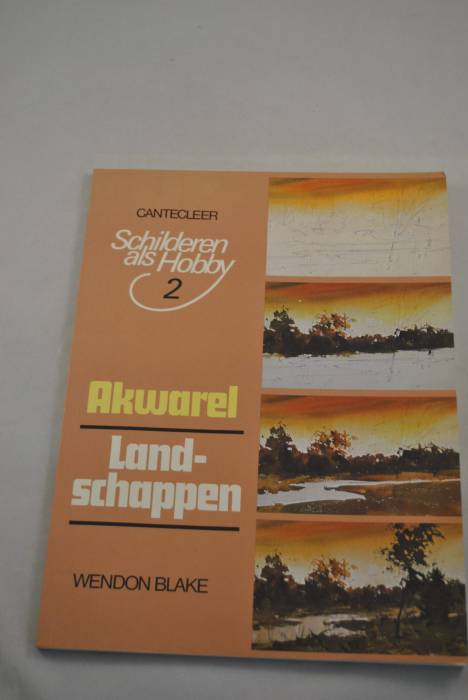 CANTECLEER
Schilderen
als Hobby
2
Akwarel
Land-
schappen
WENDON BLAKE